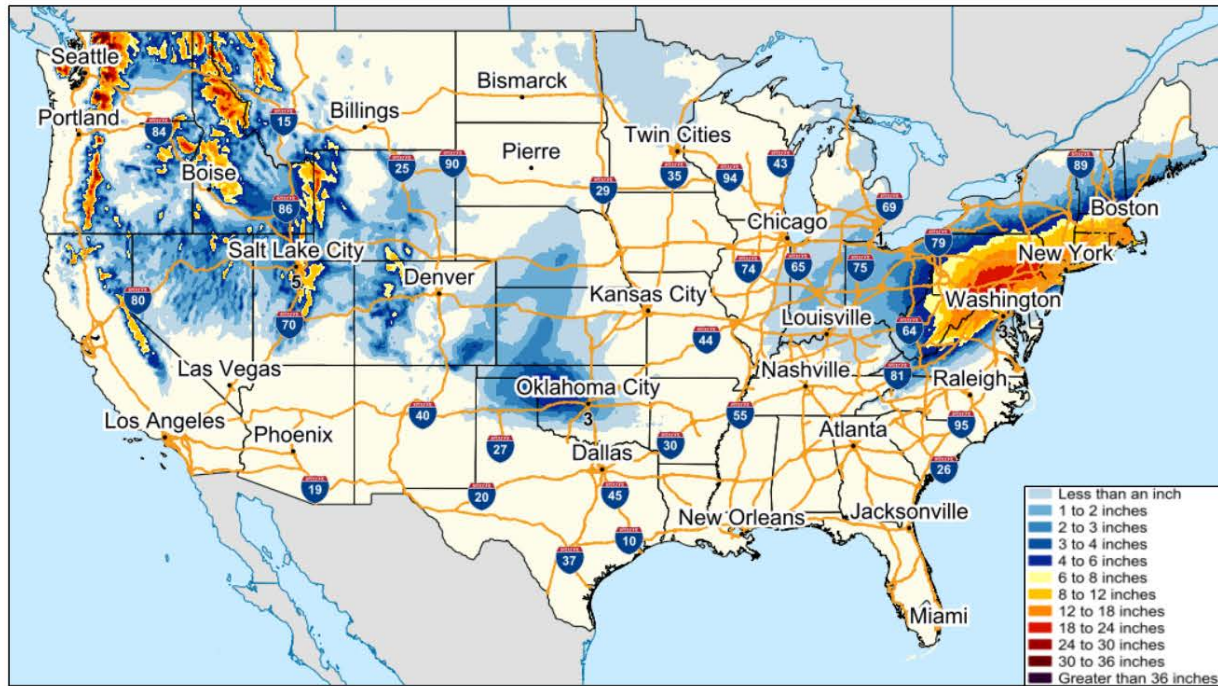 Seattle
Bismarck
Portland
84
15
Billings
Twin Cities
89
Pierre
25
90
35
94
43
Boise
29
69
Boston
86
Chicago
1
79
New York
Salt Lake City
5
Denver
74
65
75
80
Kansas City
Washington
70
Louisville
64
3
44
Las Vegas
Nashville
81
Oklahoma City
Raleigh
Los Angeles
40
3
55
95
Phoenix
27
30
Atlanta
Dallas
26
19
20
45
New Orleans
Jacksonville
10
37
Miami
Less than an inch
1 to 2 inches
2 to 3 inches
3 to 4 inches
4 to 6 inches
6 to 8 inches
8 to 12 inches
12 to 18 inches
18 to 24 inches
24 to 30 inches
30 to 36 inches
Greater than 36 inches